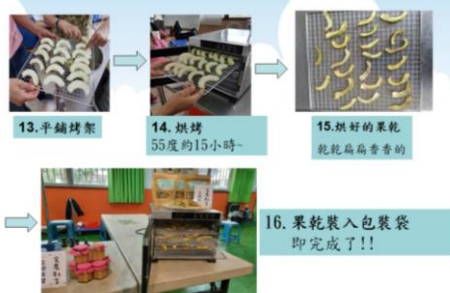 13.平鋪烤架
14. 烘烤
55度約15小時~
15.烘好的果乾
乾乾扁扁香香的
16. 果乾裝入包裝袋
即完成了!!